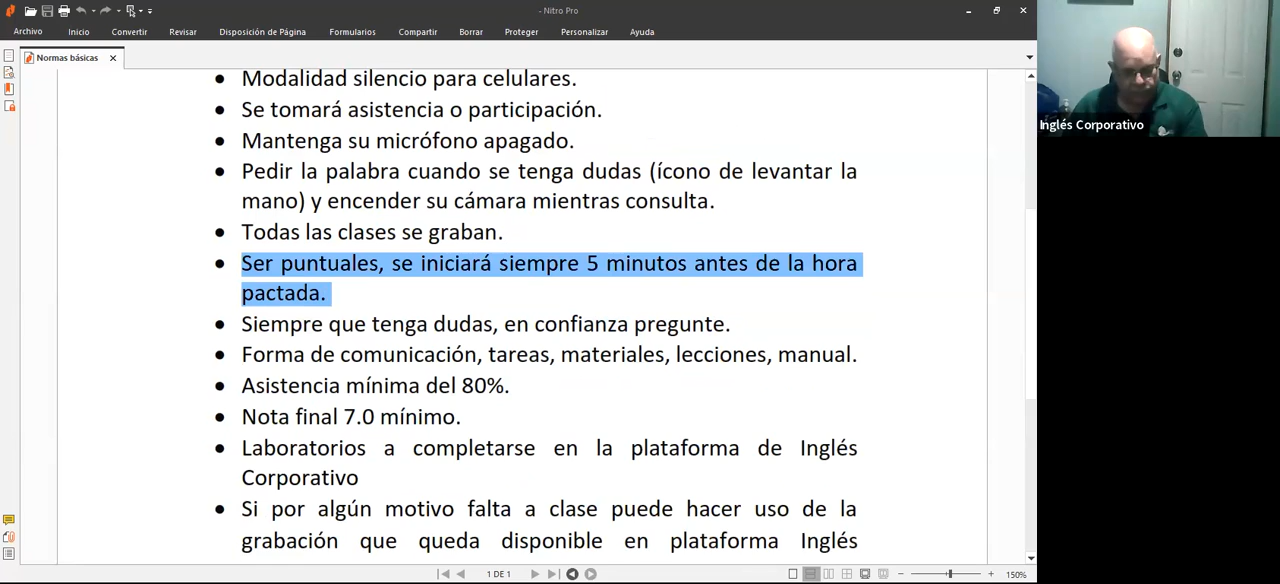 - Nitro Pro
Archivo Inicio Convertir Revisar Disposición de Página Formularios Compartir Borrar Proteger Personalizar Ayuda
Normas básicas
• Modalidad silencio para celulares.
• Se tomará asistencia o participación.
• Mantenga su micrófono apagado.
• Pedir la palabra cuando se tenga dudas (ícono de levantar la
mano) y encender su cámara mientras consulta.
• Todas las clases se graban.
• Ser puntuales, se iniciará siempre 5 minutos antes de la hora
pactada.
• Siempre que tenga dudas, en confianza pregunte.
• Forma de comunicación, tareas, materiales, lecciones, manual.
• Asistencia mínima del 80%.
• Nota final 7.0 mínimo.
• Laboratorios a completarse en la plataforma de Inglés
Corporativo
• Si por algún motivo falta a clase puede hacer uso de la
grabación que queda disponible en plataforma Inglés
1 DE 1
150%
Inglés Corporativo